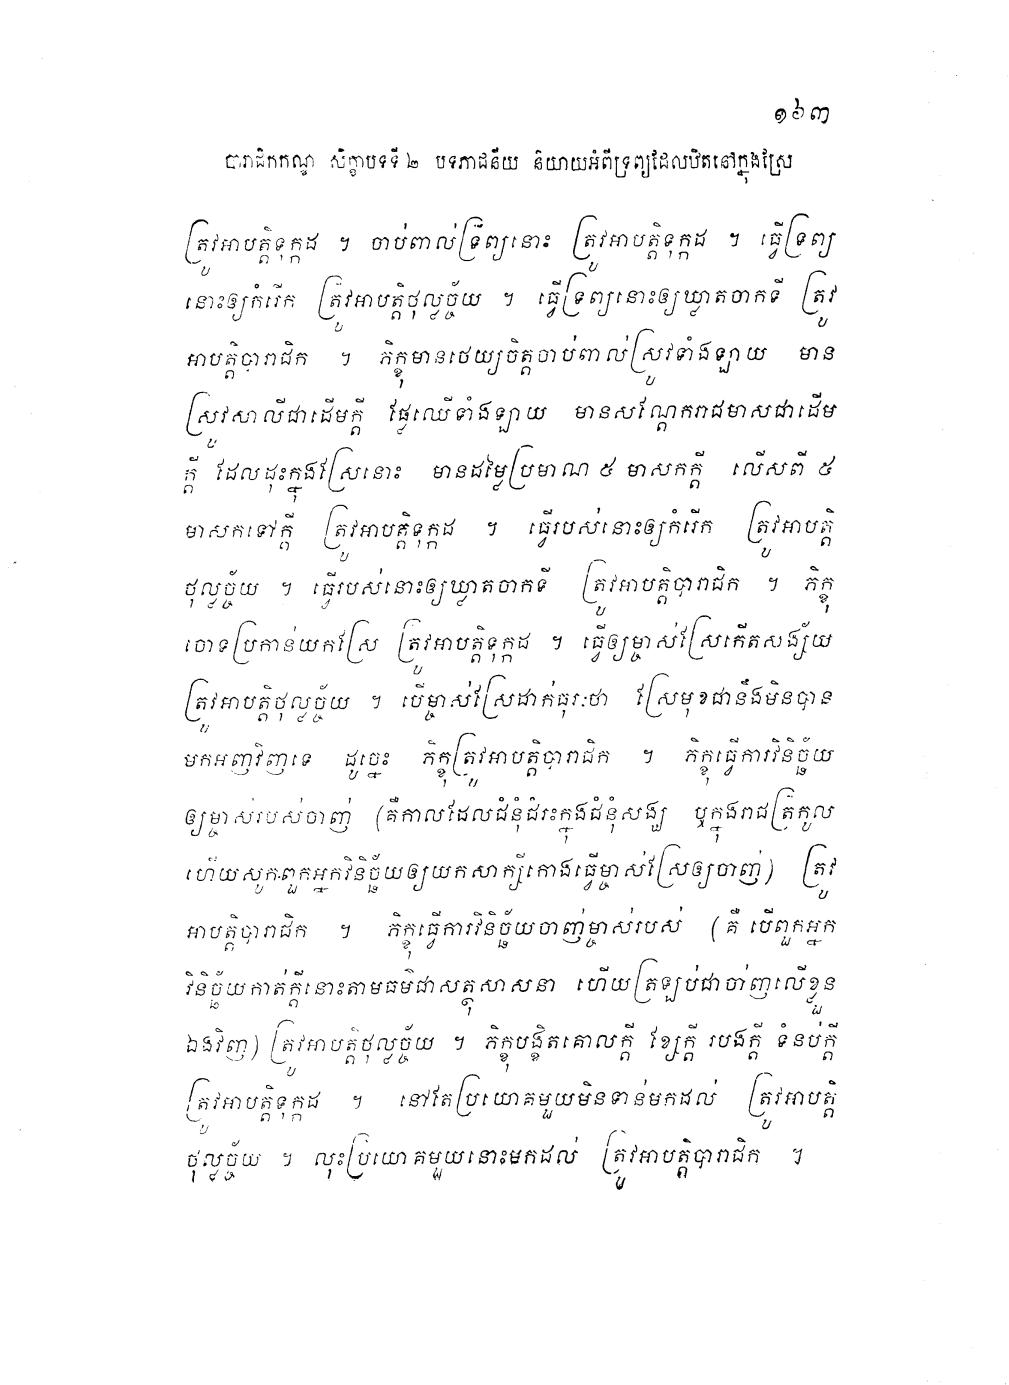 ១៦៣
បារាជិកកណ្ឌ សិក្ខាបទទី ២ បទភាជនីយ និយាយអំពីទ្រព្យដែលឋិតនៅក្នុងស្រែ
ត្រូវអាបត្តិទុក្កដ ។ ចាប់ពាល់ទ្រព្យនោះ ត្រូវអាបត្តិទុក្កដ ។ ធ្វើទ្រព្យ
នោះឲ្យកំរើក ត្រូវអាបត្តិថុល្លច្ច័យ ។ ធ្វើទ្រព្យនោះឲ្យឃ្លាតចាកទី ត្រូវ
អាបត្តិបារាជិក ។ ភិក្ខុមានថេយ្យចិត្តចាប់ពាល់ស្រូវទាំងឡាយ មាន
ស្រូវសាលីជាដើមក្តី ផ្លែឈើទាំងឡាយ មានសណ្តែករាជមាសជាដើម
ក្តី ដែលដុះក្នុងស្រែនោះ មានដម្លៃប្រមាណ ៥ មាសកក្តី លើសពី ៥
មាសកទៅក្តី ត្រូវអាបត្តិទុក្កដ ។ ធ្វើរបស់នោះឲ្យកំរើក ត្រូវអាបត្តិ
ថុល្លច្ច័យ ។ ធ្វើរបស់នោះឲ្យឃ្លាតចាកទី ត្រូវអាបត្តិបារាជិក ។ ភិក្ខុ
ចោទប្រកាន់យកស្រែ ត្រូវអាបត្តិទុក្កដ ។ ធ្វើឲ្យម្ចាស់ស្រែកើតសង្ស័យ
ត្រូវអាបត្តិថុល្លច្ច័យ ។ បើម្ចាស់ស្រែដាក់ធុរៈថា ស្រែមុខជានឹងមិនបាន
មកអញវិញទេ ដូច្នេះ ភិក្ខុត្រូវអាបត្តិបារាជិក ។ ភិក្ខុធ្វើការវិនិច្ឆ័យ
ឲ្យម្ចាស់របស់ចាញ់ (គឺកាលដែលជំនុំជំរះក្នុងជំនុំសង្ឃ ឬក្នុងរាជត្រកូល
ហើយសូកពួកអ្នកវិនិច្ឆ័យឲ្យយកសាក្សីកោងធ្វើម្ចាស់ស្រែឲ្យចាញ់) ត្រូវ
អាបត្តិបារាជិក ។ ភិក្ខុធ្វើការវិនិច្ឆ័យចាញ់ម្ចាស់របស់ (គឺ បើពួកអ្នក
វិនិច្ឆ័យកាត់ក្តីនោះតាមធម៌ជាសត្ថុសាសនា ហើយត្រឡប់ជាចាញ់លើខ្លួន
ឯងវិញ) ត្រូវអាបត្តិថុល្លច្ច័យ ។ ភិក្ខុបង្ខិតគោលក្តី ខ្សែក្តី របងក្តី ទំនប់ក្តី
ត្រូវអាបត្តិទុក្កដ ។ នៅតែប្រយោគមួយមិនទាន់មកដល់ ត្រូវអាបត្តិ
ថុល្លច្ច័យ ។ លុះប្រយោគមួយនោះមកដល់ ត្រូវអាបត្តិបារាជិក ។